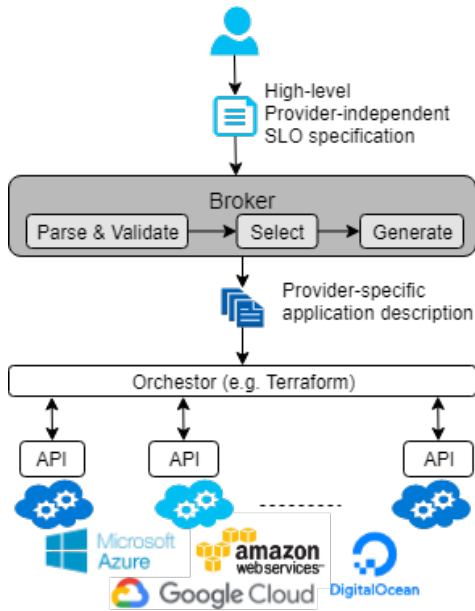 High-level
Provider-independent
SLO specification
Broker
Parse & Validate
Select
Generate
Provider-specific
application description
Orchestor (e.g. Terraform)
API
API
API
Microsoft
Azure
amazon
webservices™
Google Cloud
DigitalOcean